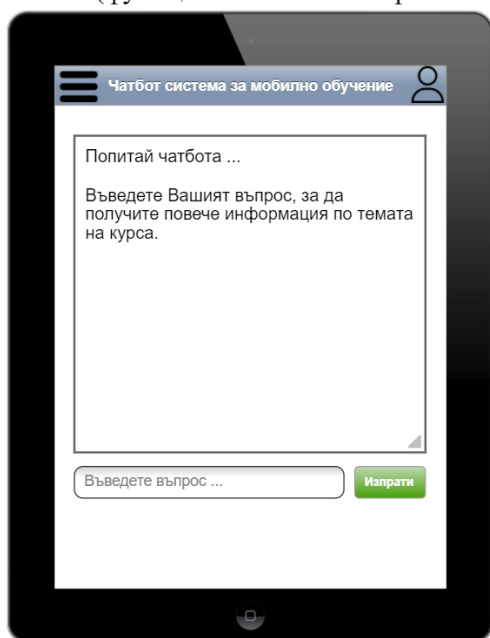 Чатбот система за мобилно обучение
Попитай чатбота ...
Въведете Вашият въпрос, за да
получите повече информация по темата
на курса.
Въведете въпрос ...
Изпрати